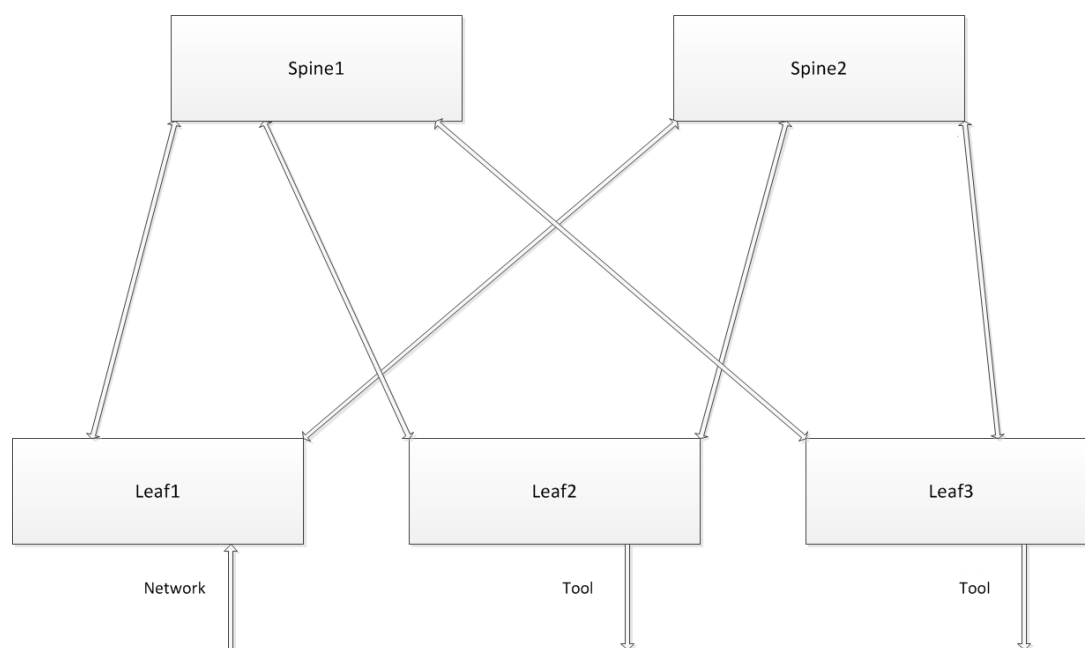 Spine1
Spine2
Leaf1
Leaf2
Leaf3
Network
Tool
Tool